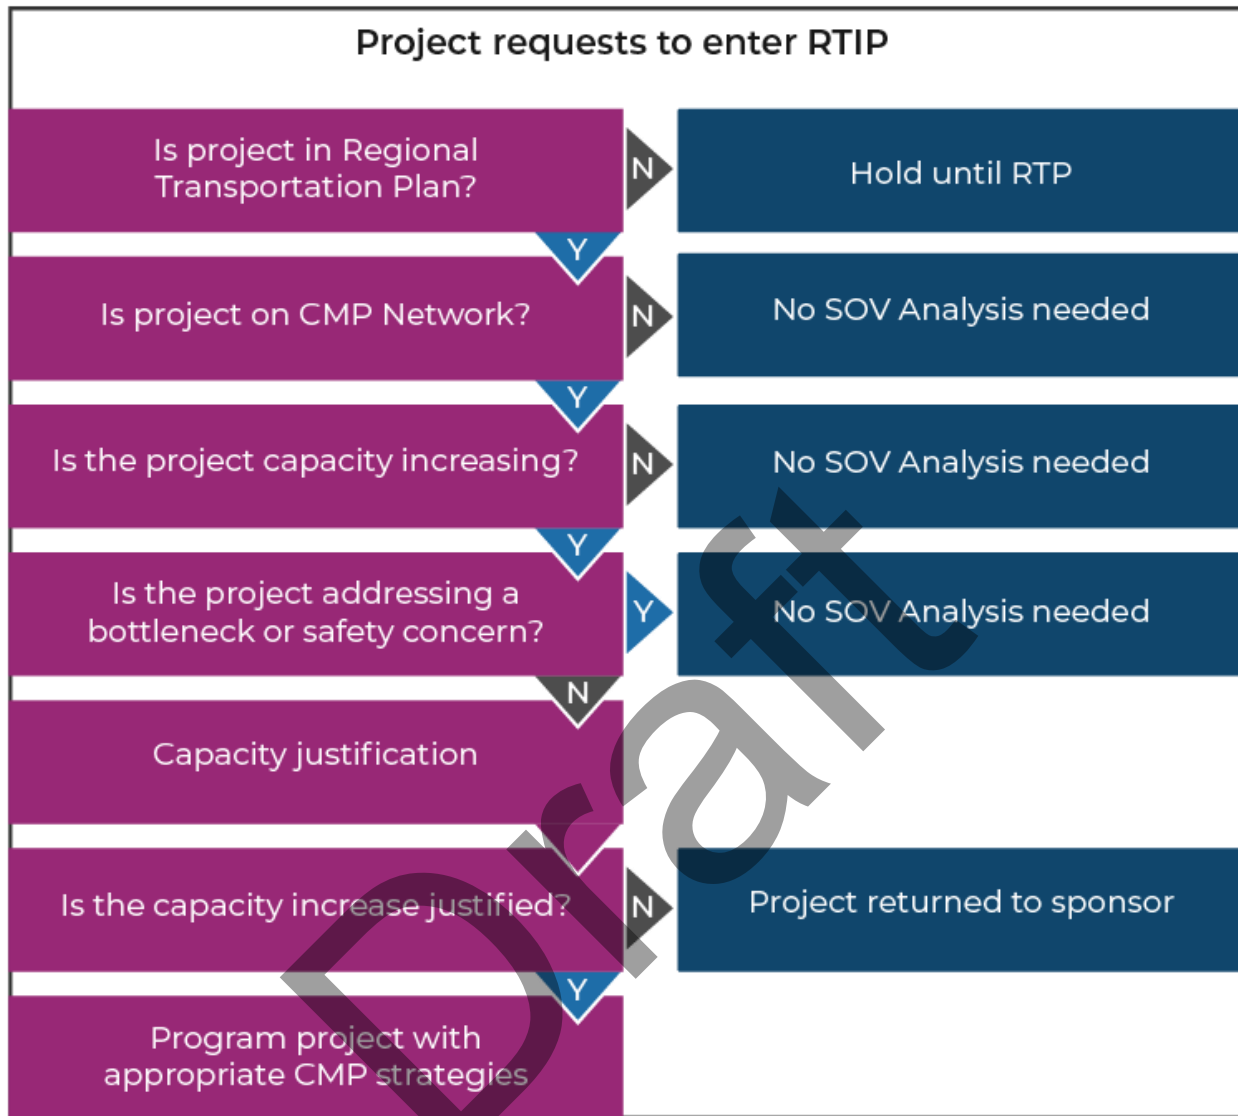 Project requests to enter RTIP
Is project in Regional
Transportation Plan?
N
Hold until RTP
Y
Is project on CMP Network?
N
No SOV Analysis needed
Y
Is the project capacity increasing?
N
No SOV Analysis needed
Y
Is the project addressing a
bottleneck or safety concern?
Y
No SOV Analysis needed
N
Capacity justification
Is the capacity increase justified?
N
Project returned to sponsor
Y
Program project with
appropriate CMP strategies
Draft